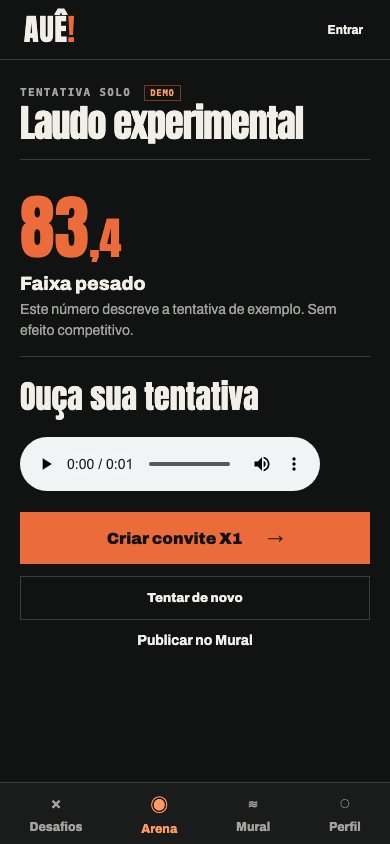 AUÊ!
Entrar
TENTATIVA SOLO DEMO
Laudo experimental
83,4
Faixa pesado
Este número descreve a tentativa de exemplo. Sem
efeito competitivo.
Ouça sua tentativa
0:00 / 0:01
Criar convite X1 →
Tentar de novo
Publicar no Mural
Desafios
Arena
Mural
Perfil